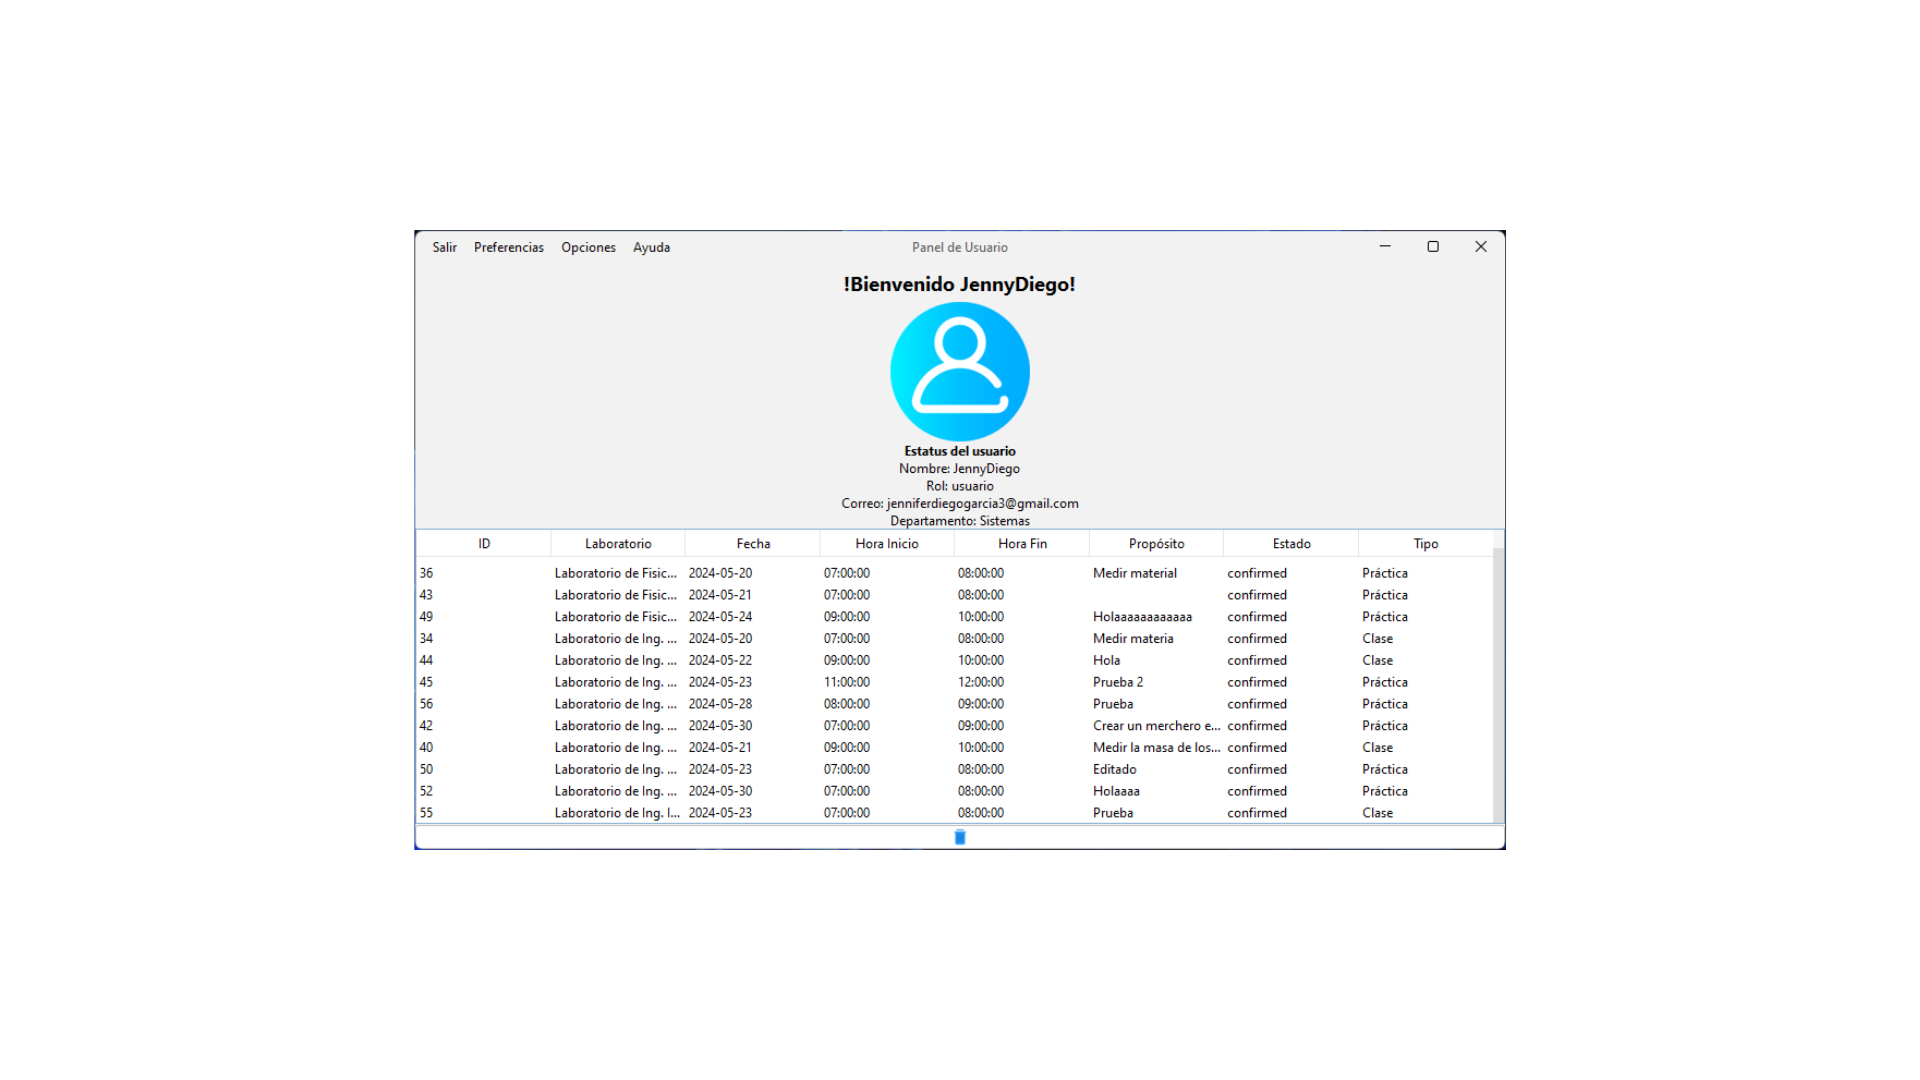 Salir Preferencias Opciones Ayuda Panel de Usuario
!Bienvenido JennyDiego!
Estatus del usuario
Nombre: JennyDiego
Rol: usuario
Correo: jenniferdiegogarcia3@gmail.com
Departamento: Sistemas
ID Laboratorio Fecha Hora Inicio Hora Fin Propósito Estado Tipo
36 Laboratorio de Fisic... 2024-05-20 07:00:00 08:00:00 Medir material confirmed Práctica
43 Laboratorio de Fisic... 2024-05-21 07:00:00 08:00:00 confirmed Práctica
49 Laboratorio de Fisic... 2024-05-24 09:00:00 10:00:00 Holaaaaaaaaaaaa confirmed Práctica
34 Laboratorio de Ing. ... 2024-05-20 07:00:00 08:00:00 Medir materia confirmed Clase
44 Laboratorio de Ing. ... 2024-05-22 09:00:00 10:00:00 Hola confirmed Clase
45 Laboratorio de Ing. ... 2024-05-23 11:00:00 12:00:00 Prueba 2 confirmed Práctica
56 Laboratorio de Ing. ... 2024-05-28 08:00:00 09:00:00 Prueba confirmed Práctica
42 Laboratorio de Ing. ... 2024-05-30 07:00:00 09:00:00 Crear un merchero e... confirmed Práctica
40 Laboratorio de Ing. ... 2024-05-21 09:00:00 10:00:00 Medir la masa de los... confirmed Clase
50 Laboratorio de Ing. ... 2024-05-23 07:00:00 08:00:00 Editado confirmed Práctica
52 Laboratorio de Ing. ... 2024-05-30 07:00:00 08:00:00 Holaaaa confirmed Práctica
55 Laboratorio de Ing. I... 2024-05-23 07:00:00 08:00:00 Prueba confirmed Clase